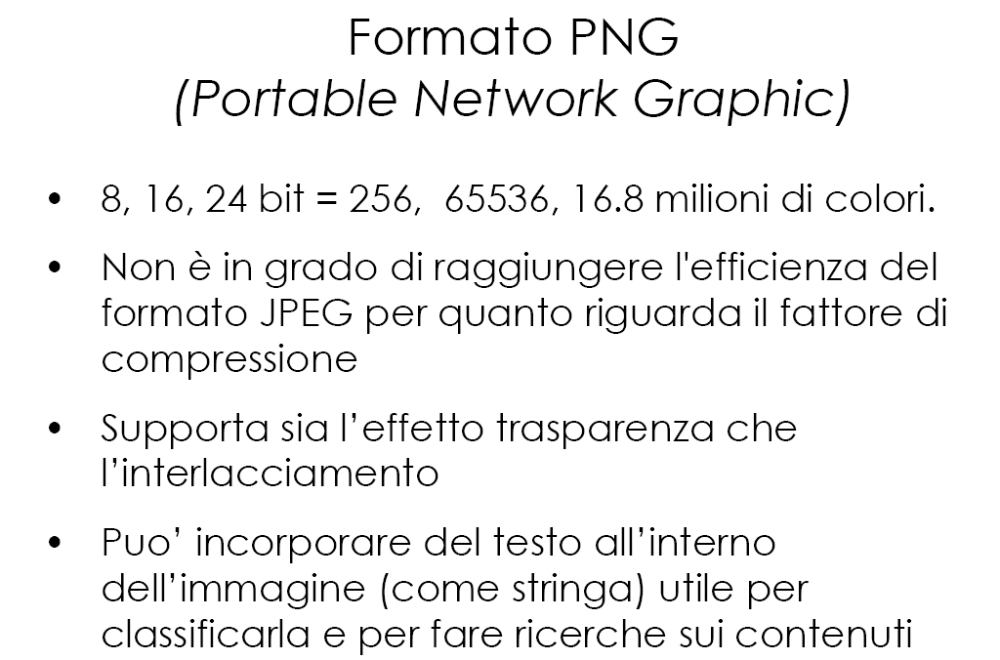 Formato PNG
(Portable Network Graphic)
• 8, 16, 24 bit = 256,  65536, 16.8 milioni di colori.
• Non è in grado di raggiungere l'efficienza del
formato JPEG per quanto riguarda il fattore di
compressione
• Supporta sia l’effetto trasparenza che
l’interlacciamento
• Puo’ incorporare del testo all’interno
dell’immagine (come stringa) utile per
classificarla e per fare ricerche sui contenuti